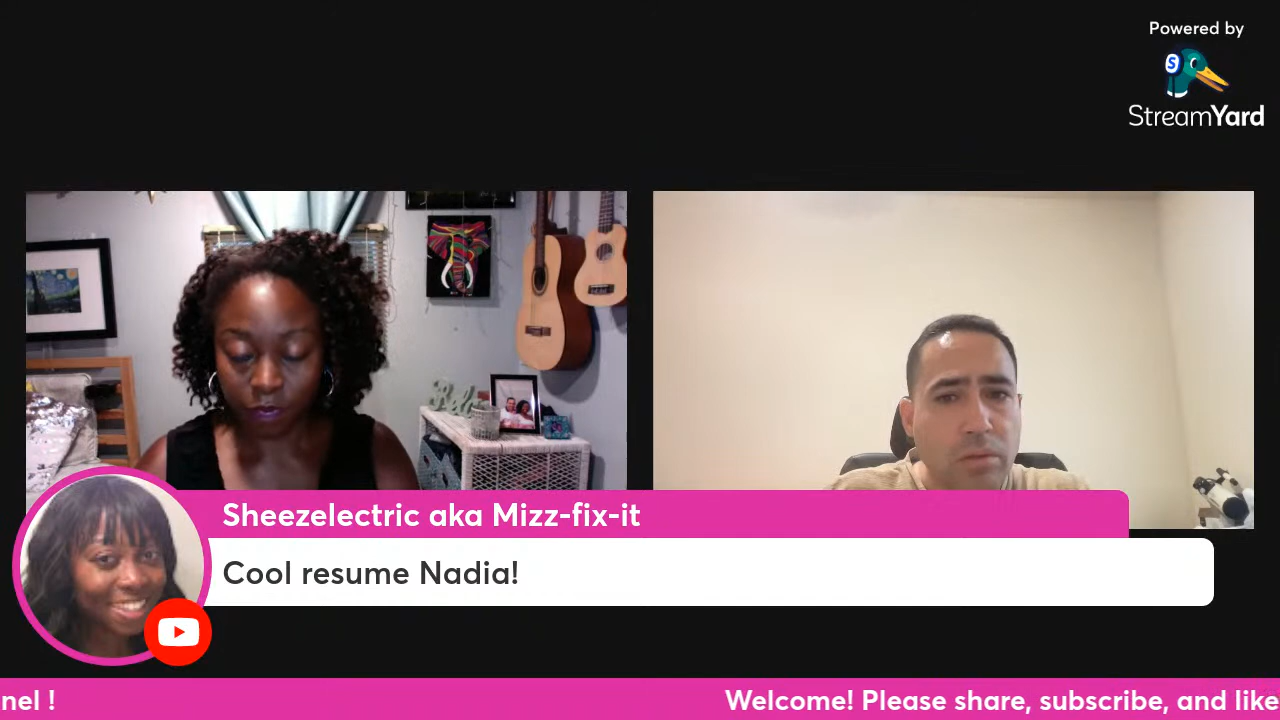 Powered by
StreamYard
Sheezelectric aka Mizz-fix-it
Cool resume Nadia!
nel !
Welcome! Please share, subscribe, and like